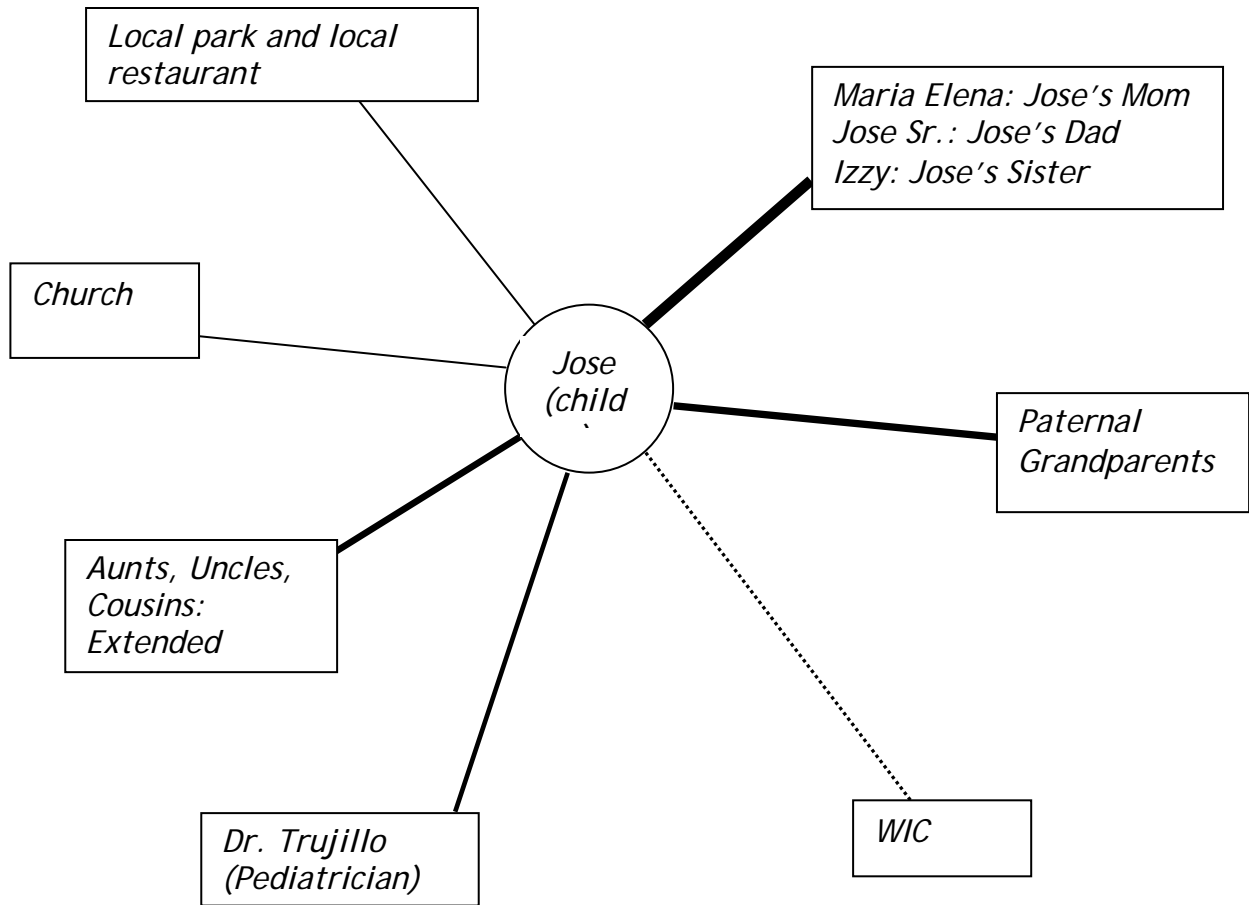 Local park and local
restaurant
Maria Elena: Jose's Mom
Jose Sr.: Jose's Dad
Izzy: Jose's Sister
Church
Jose
(child
Paternal
Grandparents
Aunts, Uncles,
Cousins:
Extended
Dr. Trujillo
(Pediatrician)
WIC